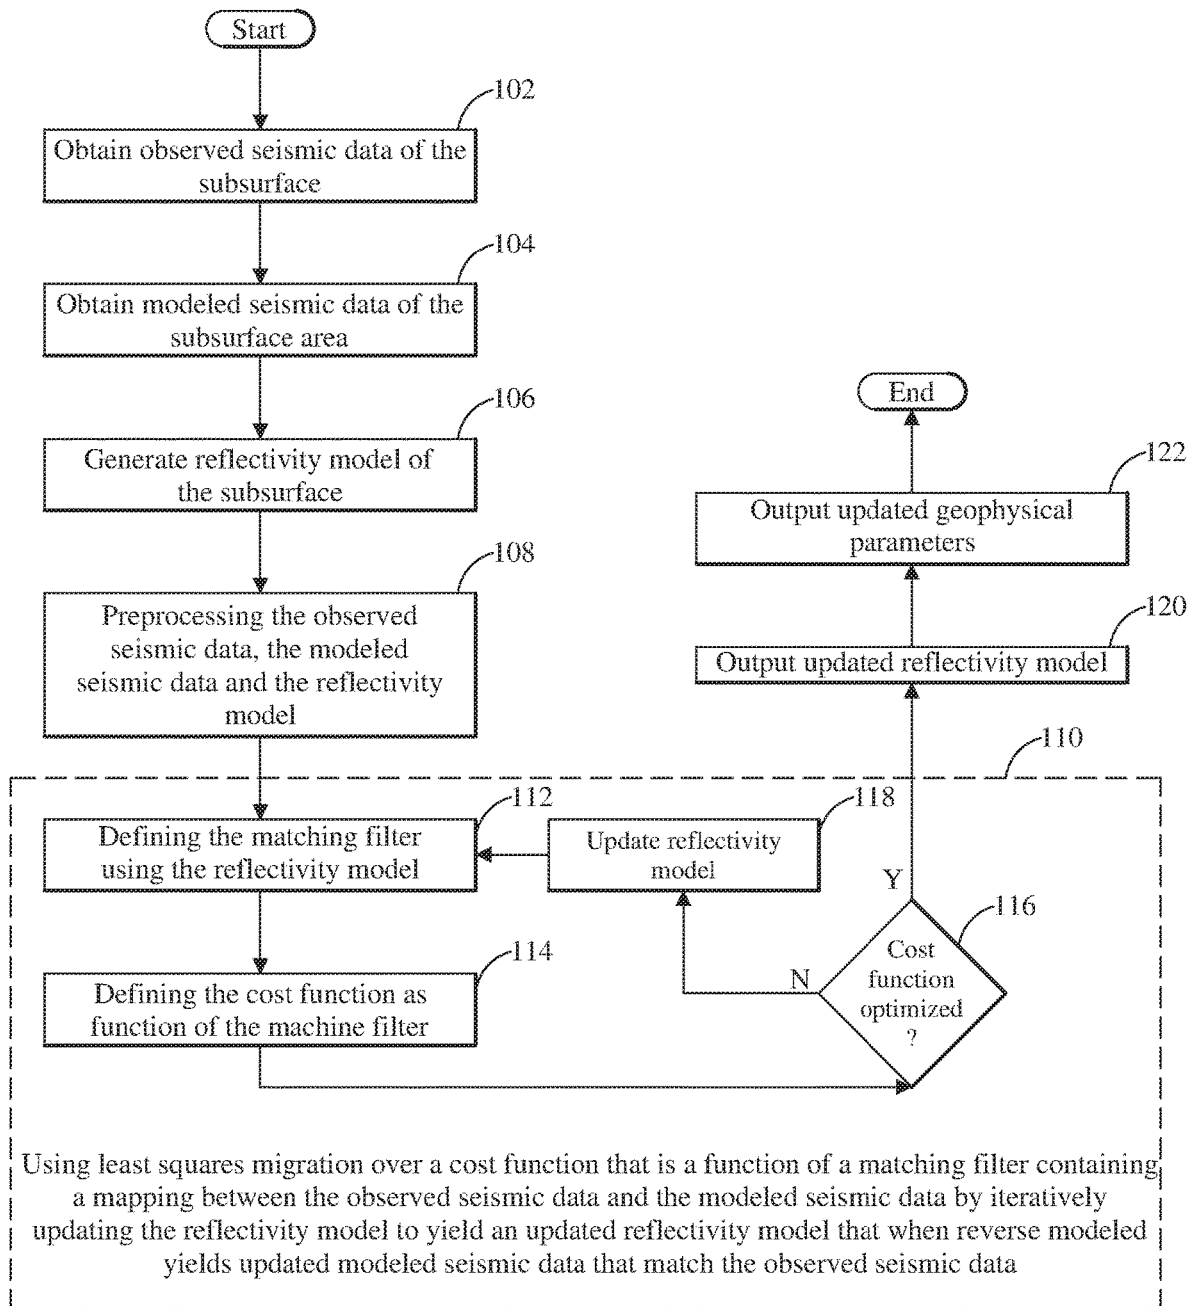 Start
102
Obtain observed seismic data of the
subsurface
104
Obtain modeled seismic data of the
subsurface area
106
Generate reflectivity model of
the subsurface
108
Preprocessing the observed
seismic data, the modeled
seismic data and the reflectivity
model
End
122
Output updated geophysical
parameters
120
Output updated reflectivity model
110
112
Defining the matching filter
using the reflectivity model
118
Update reflectivity
model
Y
116
Cost
function
optimized
?
N
114
Defining the cost function as
function of the machine filter
Using least squares migration over a cost function that is a function of a matching filter containing
a mapping between the observed seismic data and the modeled seismic data by iteratively
updating the reflectivity model to yield an updated reflectivity model that when reverse modeled
yields updated modeled seismic data that match the observed seismic data